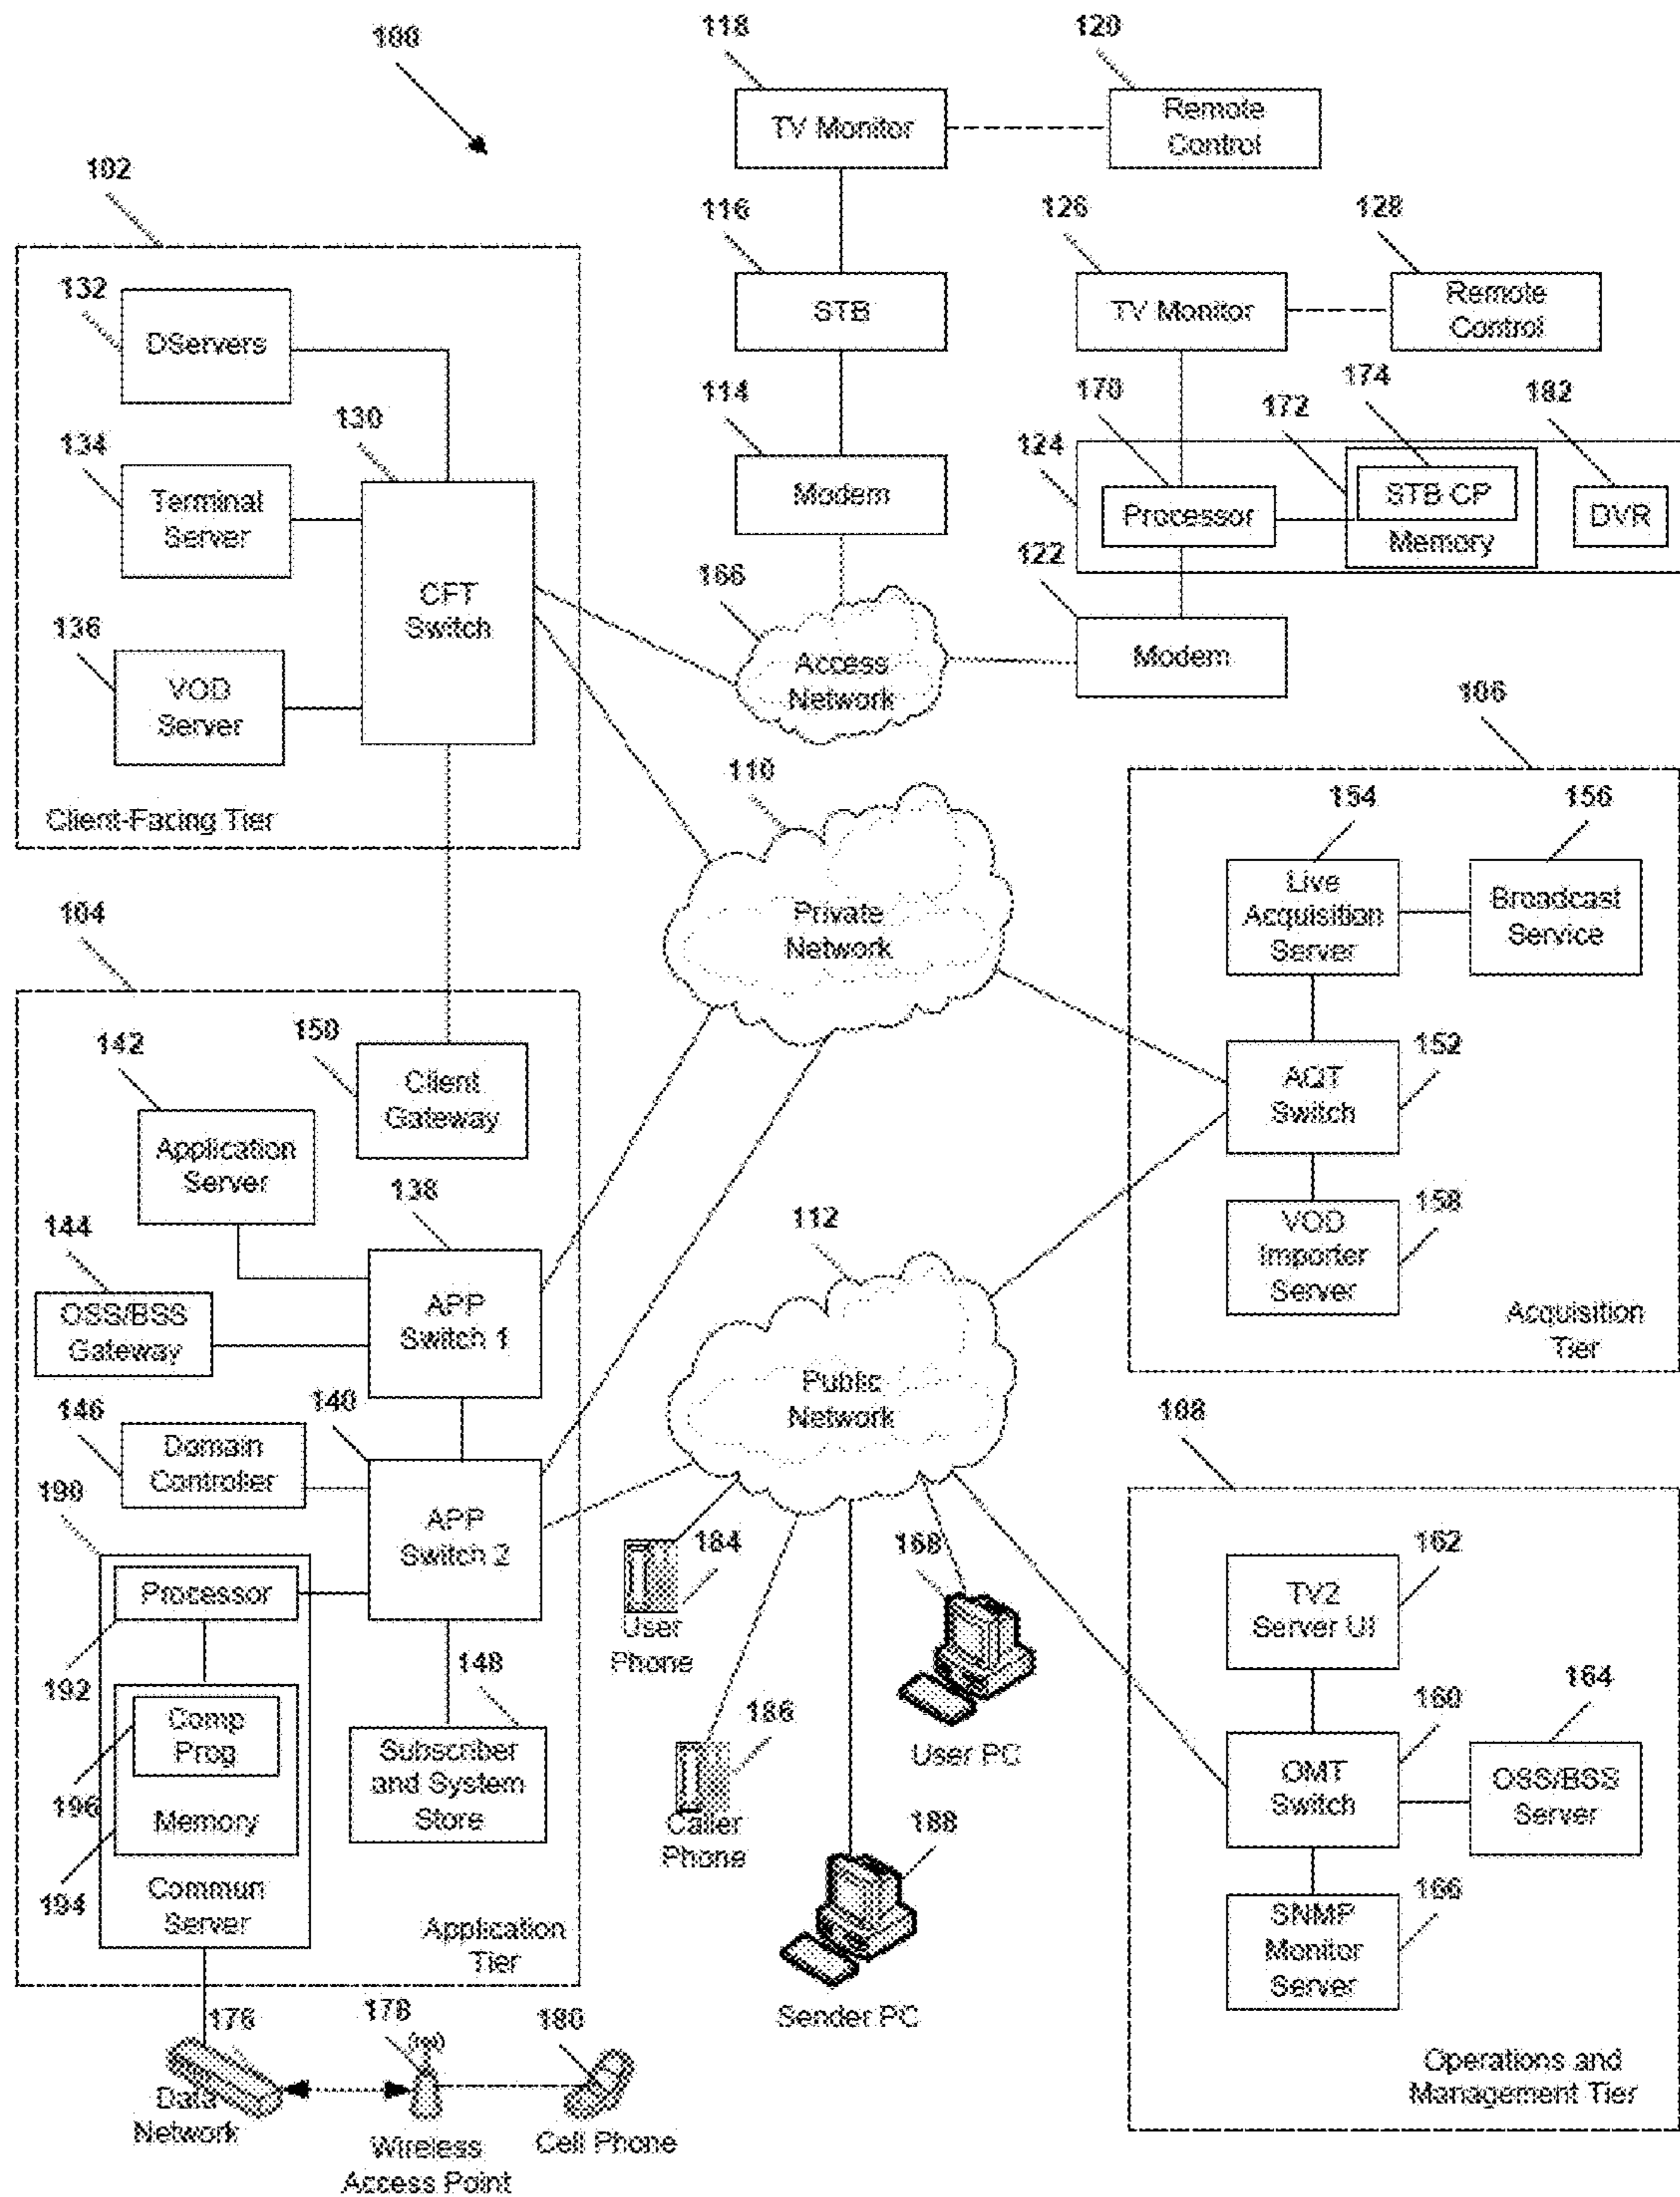 100
118
120
TV Monitor
Remote
Control
102
116
126
128
132
DServers
STB
TV Monitor
Remote
Control
130
114
170
172
174
182
134
Terminal
Server
124
Modem
Processor
STB CP
Memory
DVR
122
CFT
Switch
166
136
VOD
Server
Access
Network
Modem
106
110
Client-Facing Tier
154
156
Live
Acquisition
Server
Broadcast
Service
Private
Network
104
142
150
Client
Gateway
152
AQT
Switch
Application
Server
138
112
158
VOD
Importer
Server
144
OSS/BSS
Gateway
APP
Switch 1
Acquisition
Tier
Public
Network
146
140
108
Domain
Controller
190
APP
Switch 2
184
168
162
Processor
TV2
Server UI
User
Phone
192
148
164
Comp
Prog
Subscriber
and System
Store
186
User PC
160
OMT
Switch
OSS/BSS
Server
196
Memory
Caller
Phone
188
194
Commun
Server
166
SNMP
Monitor
Server
Application
Tier
Sender PC
176
178
180
Data
Network
Wireless
Access Point
Cell Phone
Operations and
Management Tier